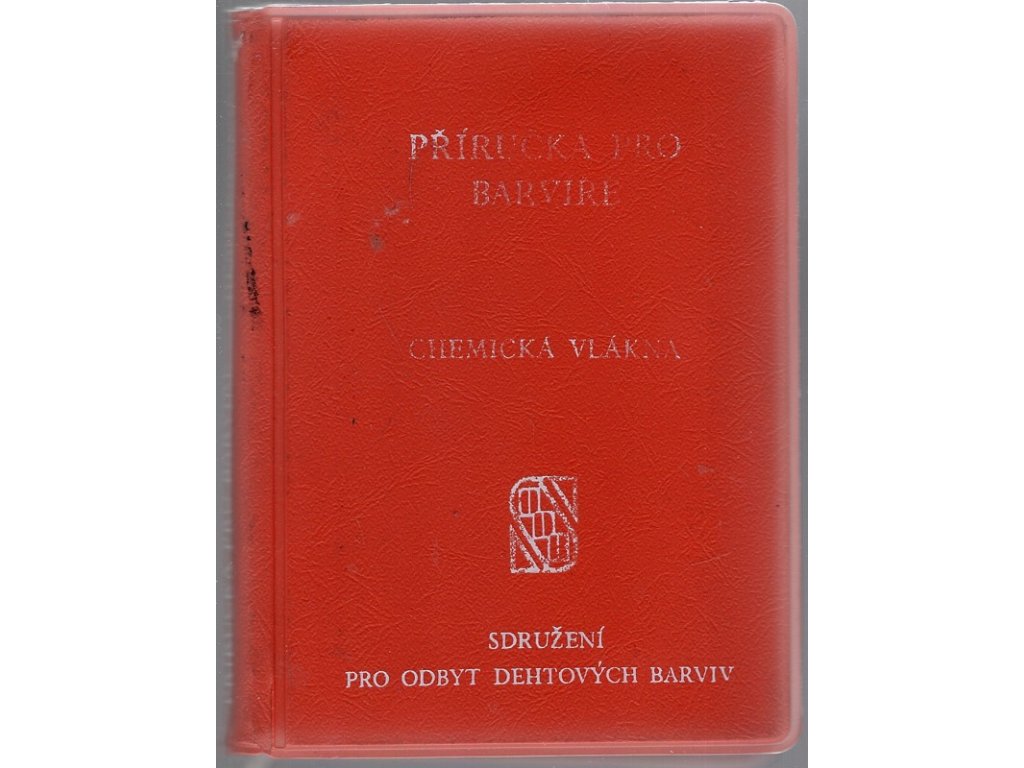 PŘÍRUČKA PRO
BARVÍŘE
CHEMICKÁ VLÁKNA
SDRUŽENÍ
PRO ODBYT DEHTOVÝCH BARVIV